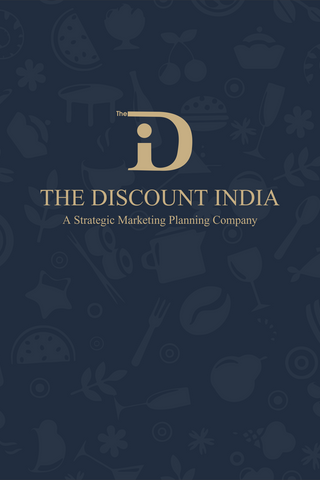 The
iD
THE DISCOUNT INDIA
A Strategic Marketing Planning Company